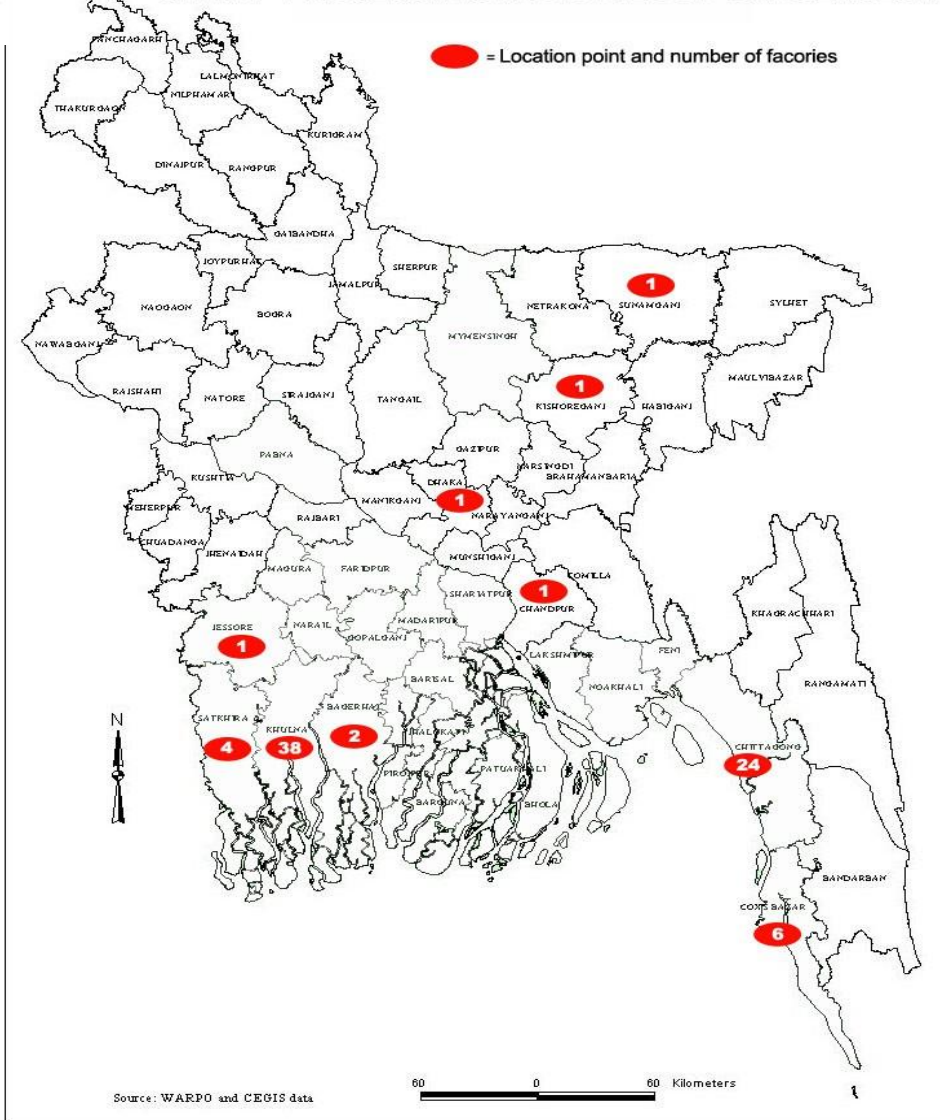 = Location point and number of facories
PANCHAGARH
LALMONIRHAT
NILPHAMARI
THAKURGAON
KURIGRAM
DINAJPUR
RANGPUR
GAIBANDHA
JOYPURHAT
SHERPUR
JAMALPUR
1
SUNAMGANJ
SYLHET
NAOGAON
BOGRA
NETRAKONA
MYMENSINGH
NAWABGANJ
RAJSHAHI
NATORE
SIRAJGANJ
TANGAIL
1
KISHOREGANJ
HABIGANJ
MAULVIBAZAR
PABNA
GAZIPUR
NARSINGDI
BRAHAMANBARIA
KUSHTIA
DHAKA
MANIKGANJ
1
NARAYANGANJ
MEHERPUR
RAJBARI
CHUADANGA
JHENAIDAH
MUNSHIGANJ
MAGURA
FARIDPUR
COMILLA
SHARIATPUR
1
CHANDPUR
KHAGRACHHARI
JESSORE
NARAIL
MADARIPUR
GOPALGANJ
1
LAKSHMIPUR
FENI
BARISAL
NOAKHALI
RANGAMATI
N
SATKHIRA
BAGERHAT
KHULNA
JHALOKATI
4
38
2
CHITTAGONG
24
PIROJPUR
PATUAKHALI
BARGUNA
BHOLA
BANDARBAN
COX'S BAZAR
6
60 0 60 Kilometers
Source: WARPO and CEGIS data